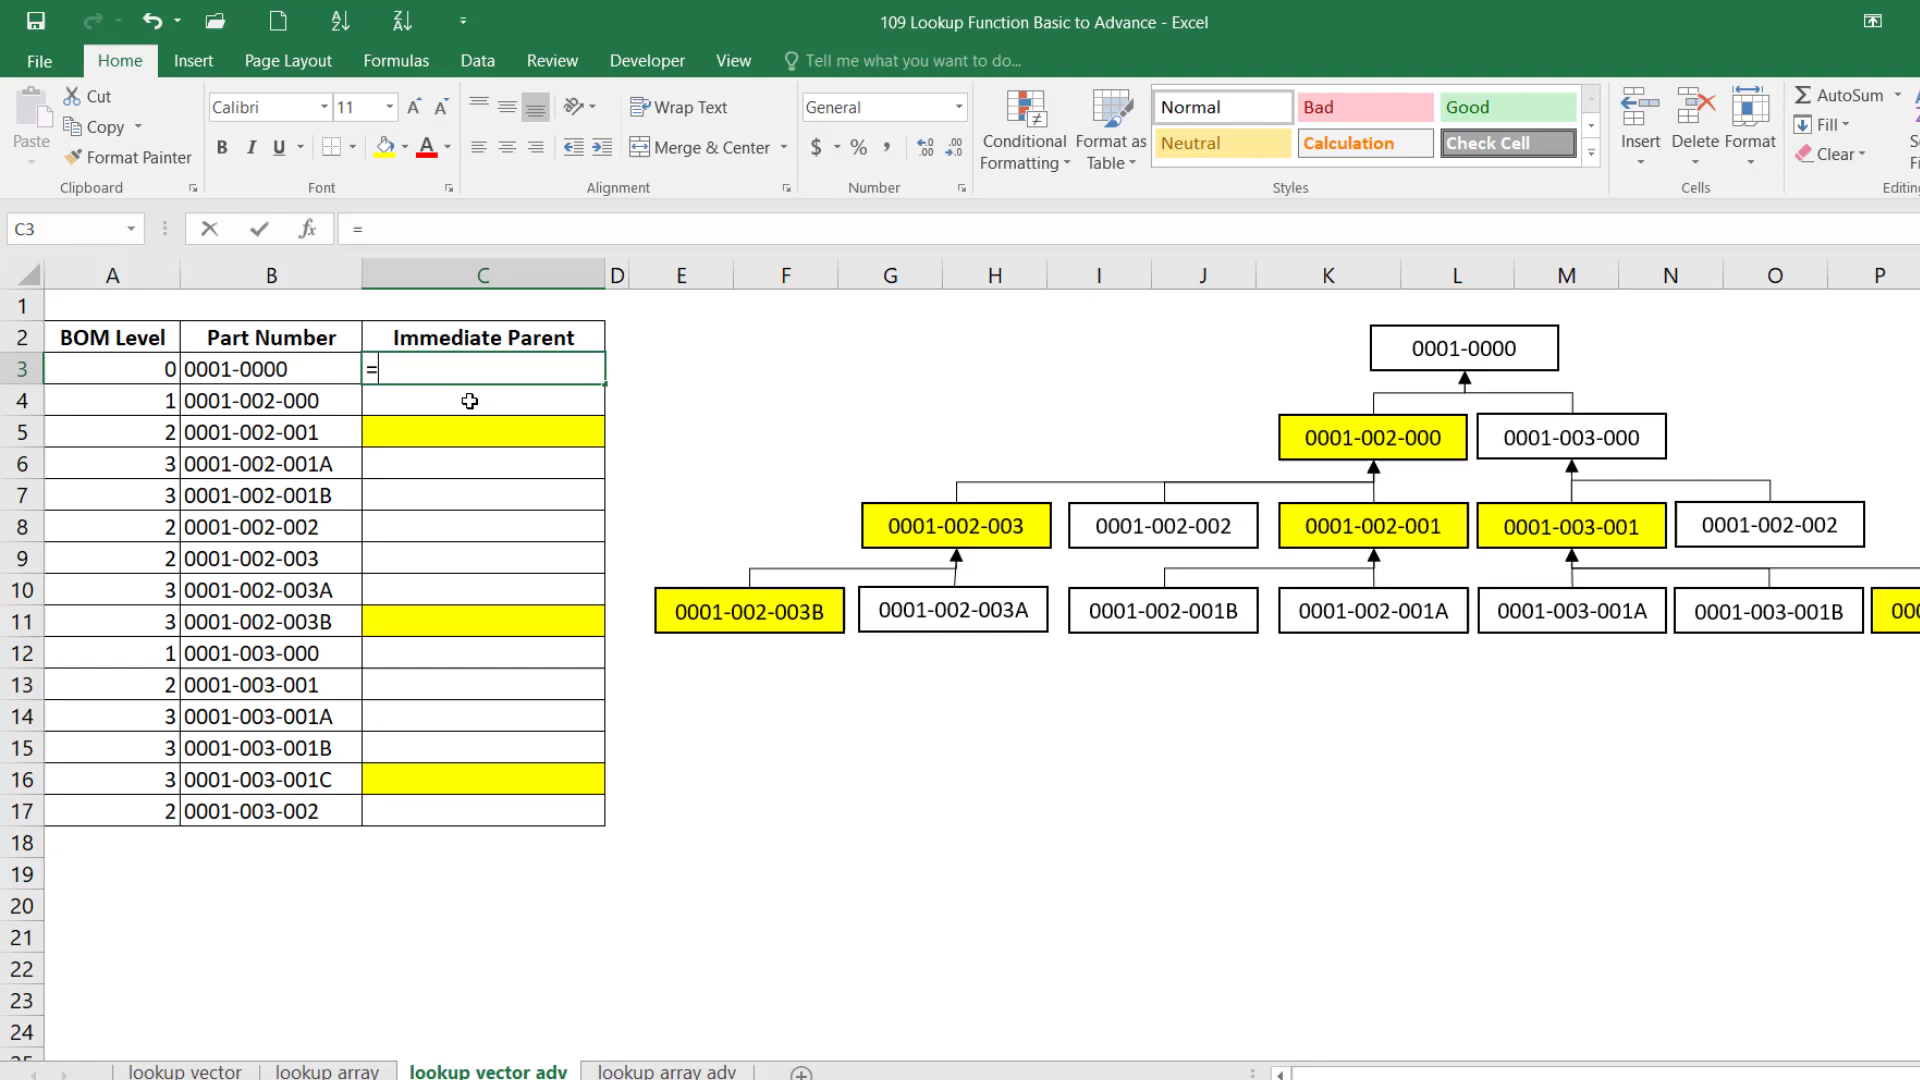 109 Lookup Function Basic to Advance - Excel
File Home Insert Page Layout Formulas Data Review Developer View Tell me what you want to do...
Paste
Cut
Copy
Format Painter
Clipboard
Calibri 11
B I U
Font
Wrap Text
Merge & Center
Alignment
General
$ % ,
Number
Conditional Formatting
Format as Table
Normal Bad Good
Neutral Calculation Check Cell
Styles
Insert Delete Format
Cells
AutoSum
Fill
Clear
C3 fx =
A B C D E F G H I J K L M N O P
1
2 BOM Level Part Number Immediate Parent
3 0 0001-0000 =
4 1 0001-002-000
5 2 0001-002-001
6 3 0001-002-001A
7 3 0001-002-001B
8 2 0001-002-002
9 2 0001-002-003
10 3 0001-002-003A
11 3 0001-002-003B
12 1 0001-003-000
13 2 0001-003-001
14 3 0001-003-001A
15 3 0001-003-001B
16 3 0001-003-001C
17 2 0001-003-002
18
19
20
21
22
23
24
0001-0000
0001-002-000 0001-003-000
0001-002-003 0001-002-002 0001-002-001 0001-003-001 0001-002-002
0001-002-003B 0001-002-003A 0001-002-001B 0001-002-001A 0001-003-001A 0001-003-001B
lookup vector lookup array lookup vector adv lookup array adv